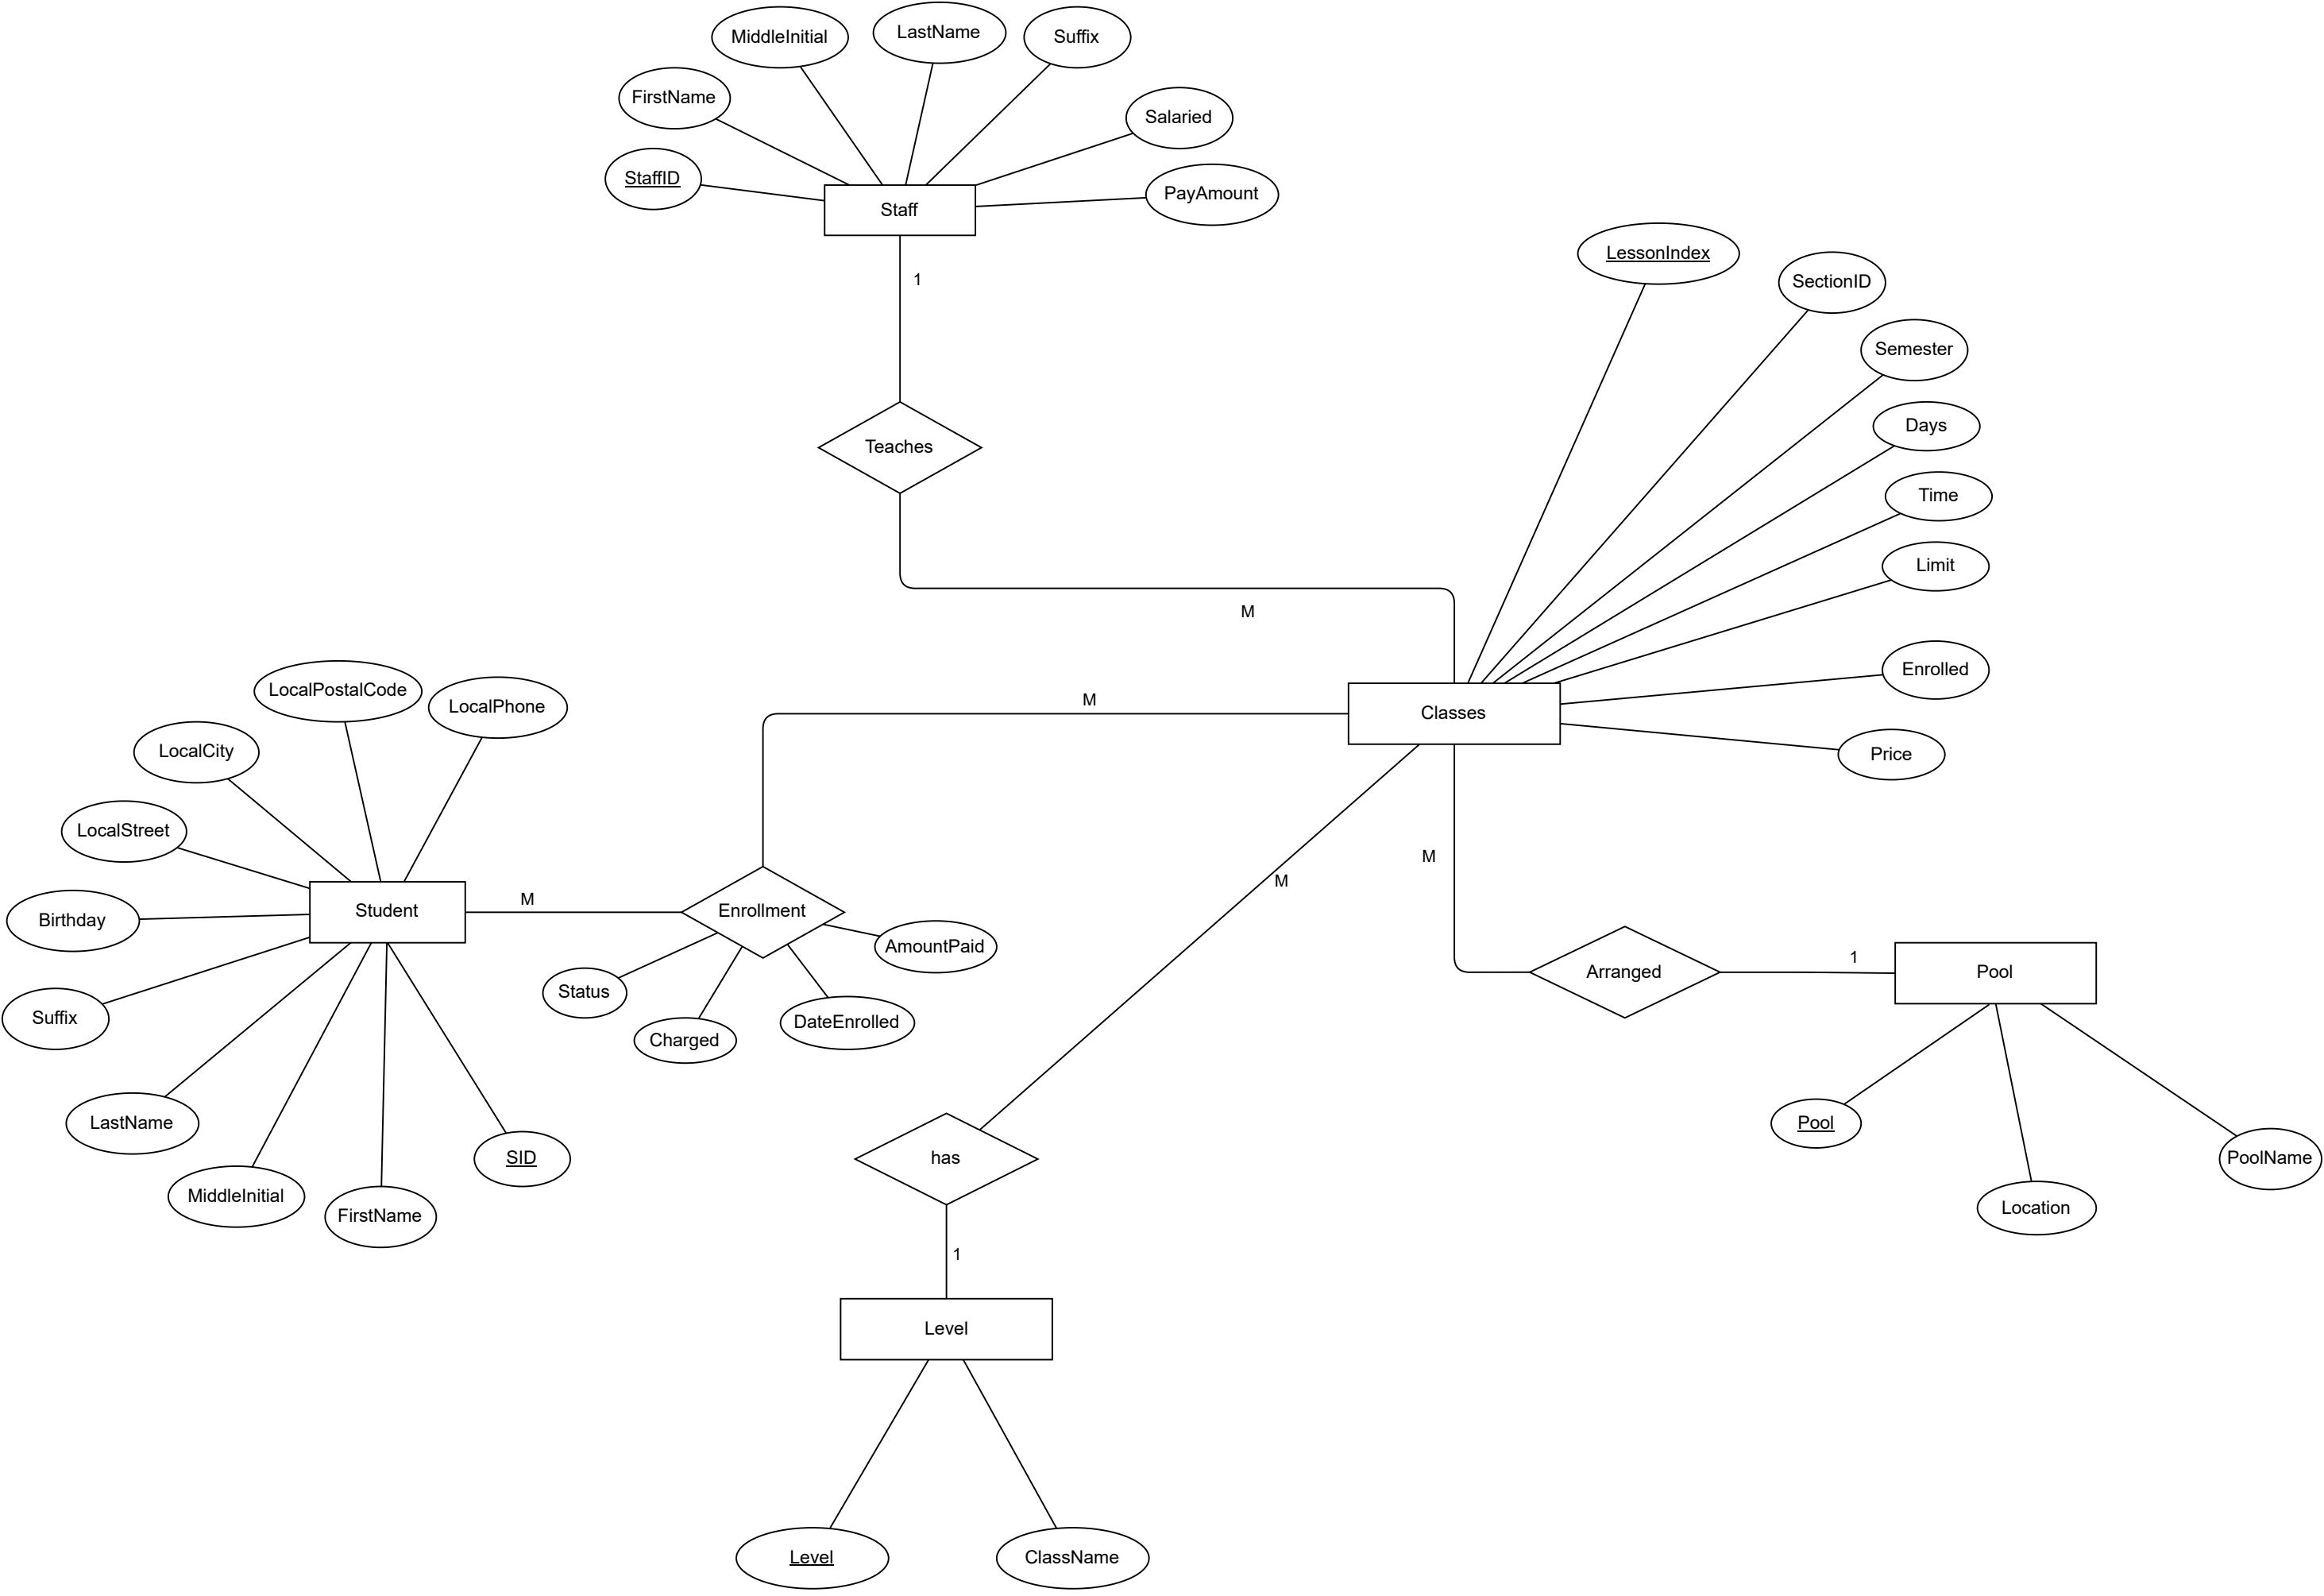 MiddleInitial
LastName
Suffix
FirstName
Salaried
StaffID
PayAmount
Staff
1
LessonIndex
SectionID
Semester
Days
Teaches
Time
Limit
M
Enrolled
LocalPostalCode
LocalPhone
M
Classes
LocalCity
Price
LocalStreet
M
M
Student
M
Enrollment
Birthday
AmountPaid
1
Status
Arranged
Pool
Suffix
Charged
DateEnrolled
LastName
Pool
SID
has
PoolName
MiddleInitial
FirstName
Location
1
Level
Level
ClassName